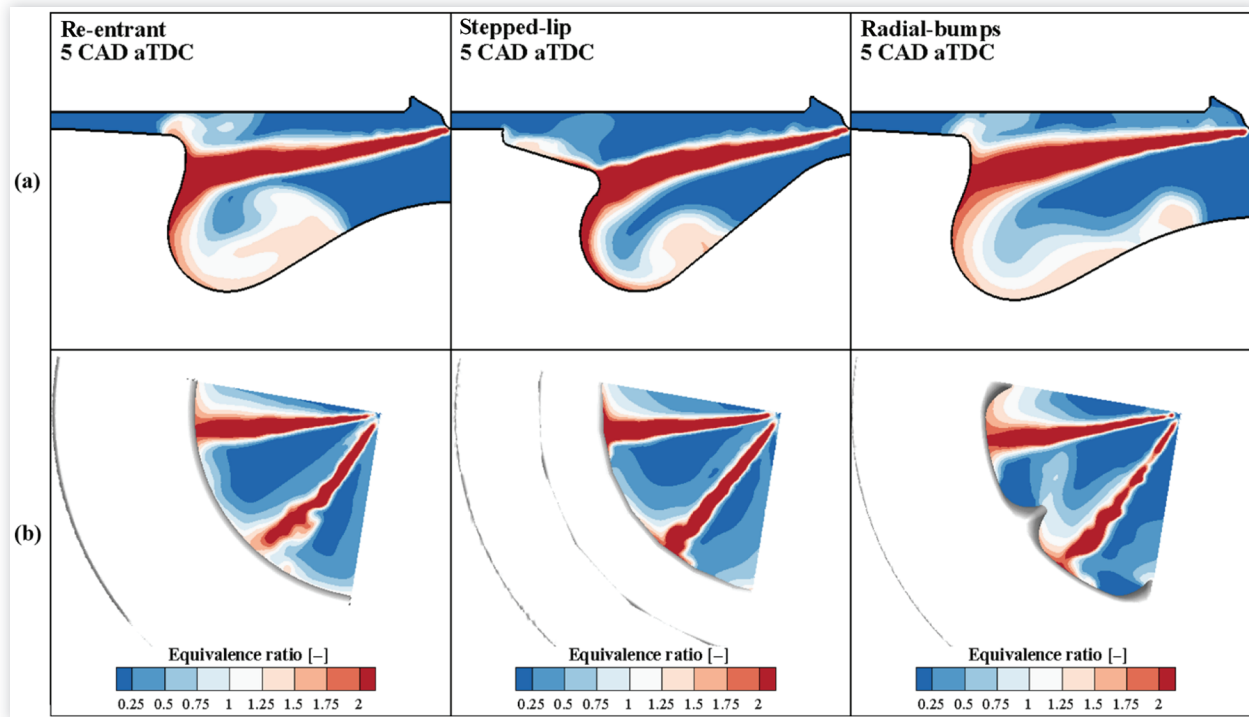 Re-entrant
5 CAD aTDC
Stepped-lip
5 CAD aTDC
Radial-bumps
5 CAD aTDC
(a)
(b)
Equivalence ratio [–]
0.25 0.5 0.75 1 1.25 1.5 1.75 2
Equivalence ratio [–]
0.25 0.5 0.75 1 1.25 1.5 1.75 2
Equivalence ratio [–]
0.25 0.5 0.75 1 1.25 1.5 1.75 2